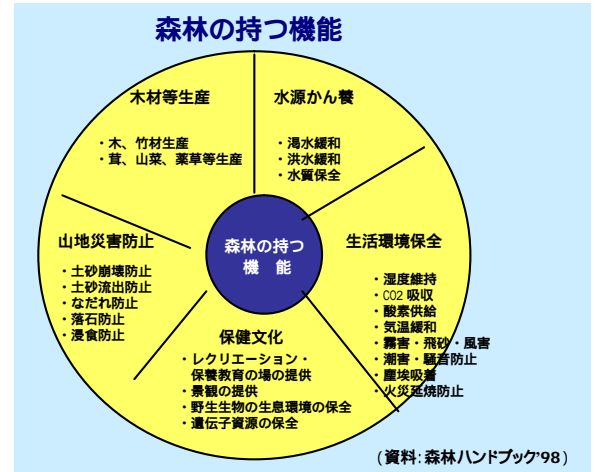 森林の持つ機能
木材等生産
・木、竹材生産
・茸、山菜、薬草等生産
水源かん養
・渇水緩和
・洪水緩和
・水質保全
山地災害防止
・土砂崩壊防止
・土砂流出防止
・なだれ防止
・落石防止
・浸食防止
森林の持つ
機　能
生活環境保全
・湿度維持
・CO2 吸収
・酸素供給
・気温緩和
・霧害・飛砂・風害
・潮害・騒音防止
・塵埃吸着
・火災延焼防止
保健文化
・レクリエーション・
保養教育の場の提供
・景観の提供
・野生生物の生息環境の保全
・遺伝子資源の保全
(資料:森林ハンドブック'98)